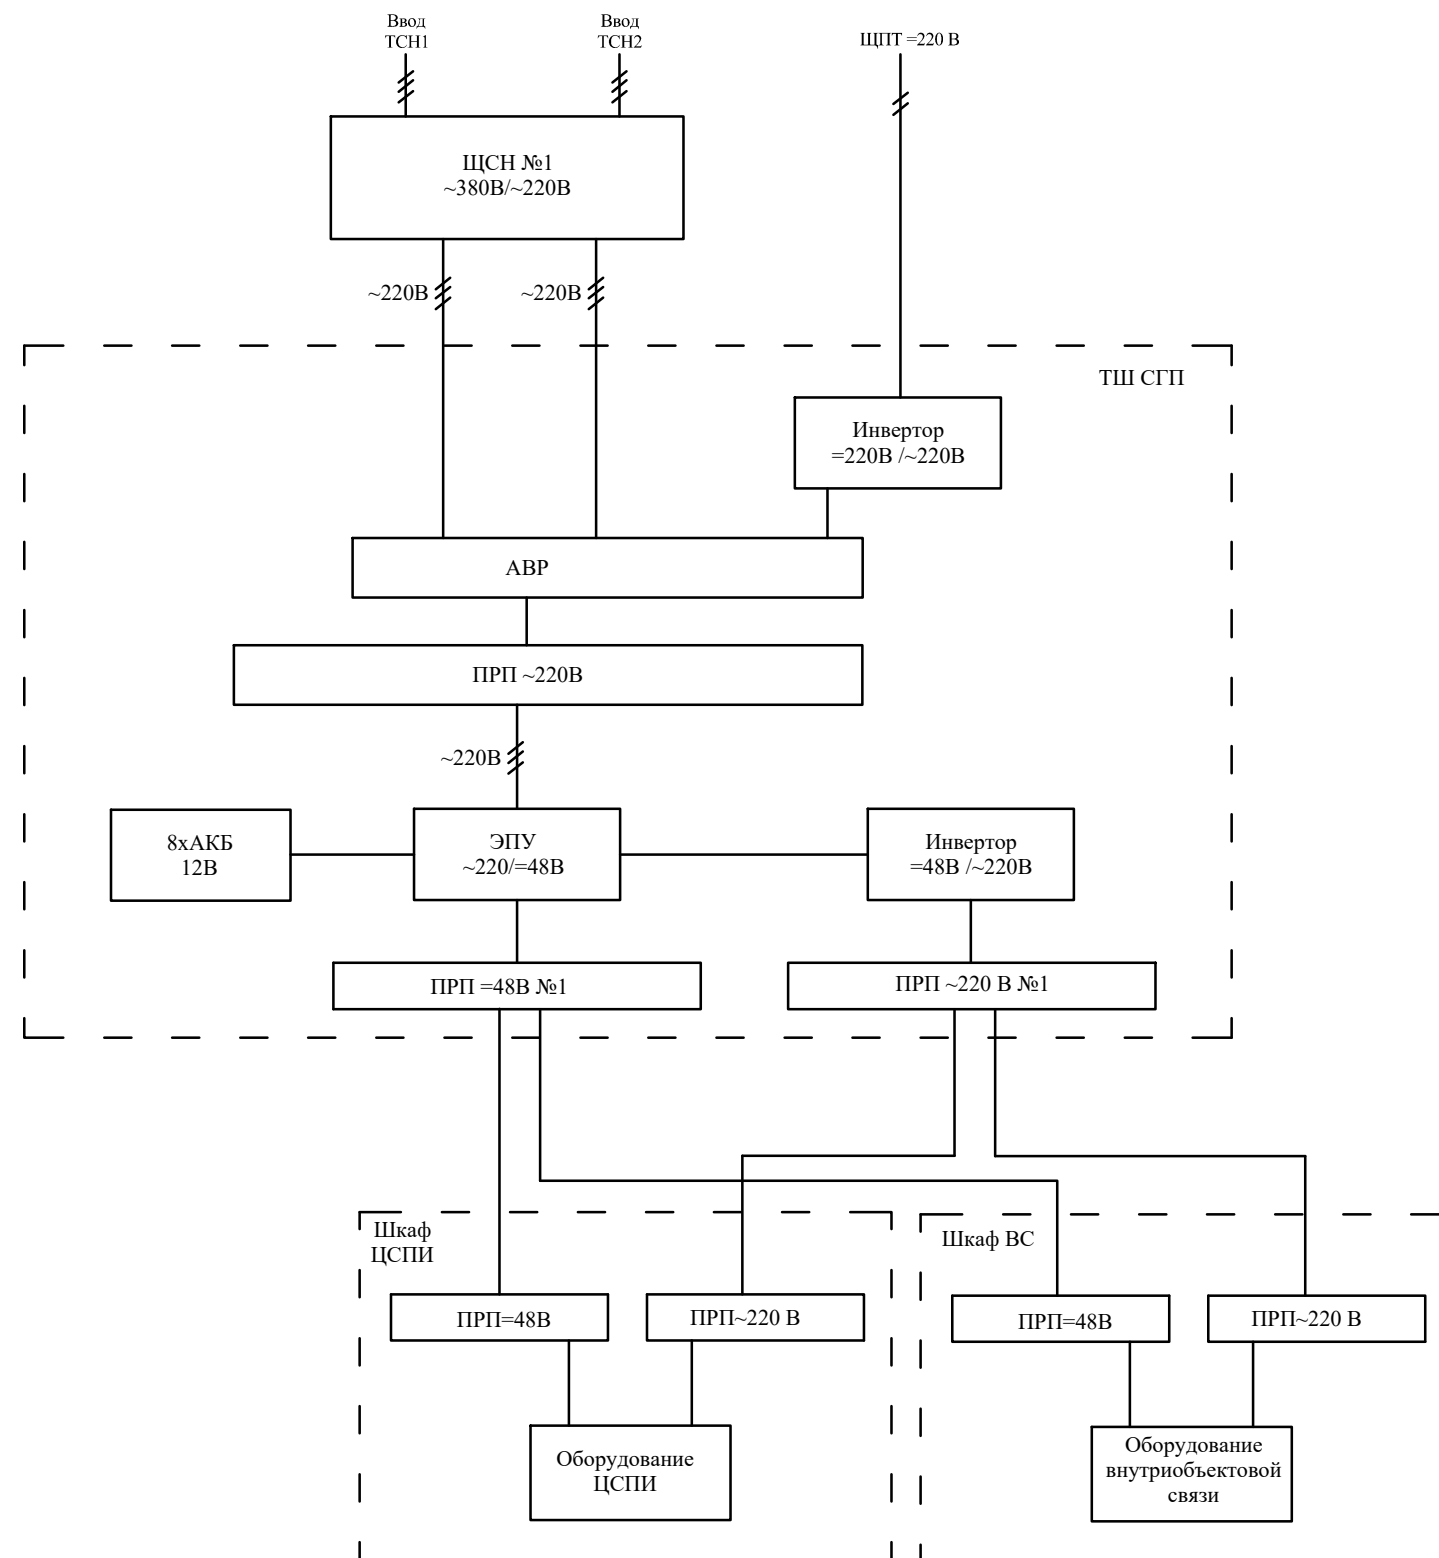 Ввод
ТСН1
Ввод
ТСН2
ЩПТ =220 В
ЩСН №1
~380В/~220В
~220В
~220В
ТШ СГП
Инвертор
=220В /~220В
АВР
ПРП ~220В
~220В
8хАКБ
12В
ЭПУ
~220/=48В
Инвертор
=48В /~220В
ПРП =48В №1
ПРП ~220 В №1
Шкаф
ЦСПИ
Шкаф ВС
ПРП=48В
ПРП~220 В
ПРП=48В
ПРП~220 В
Оборудование
ЦСПИ
Оборудование
внутриобъектовой
связи